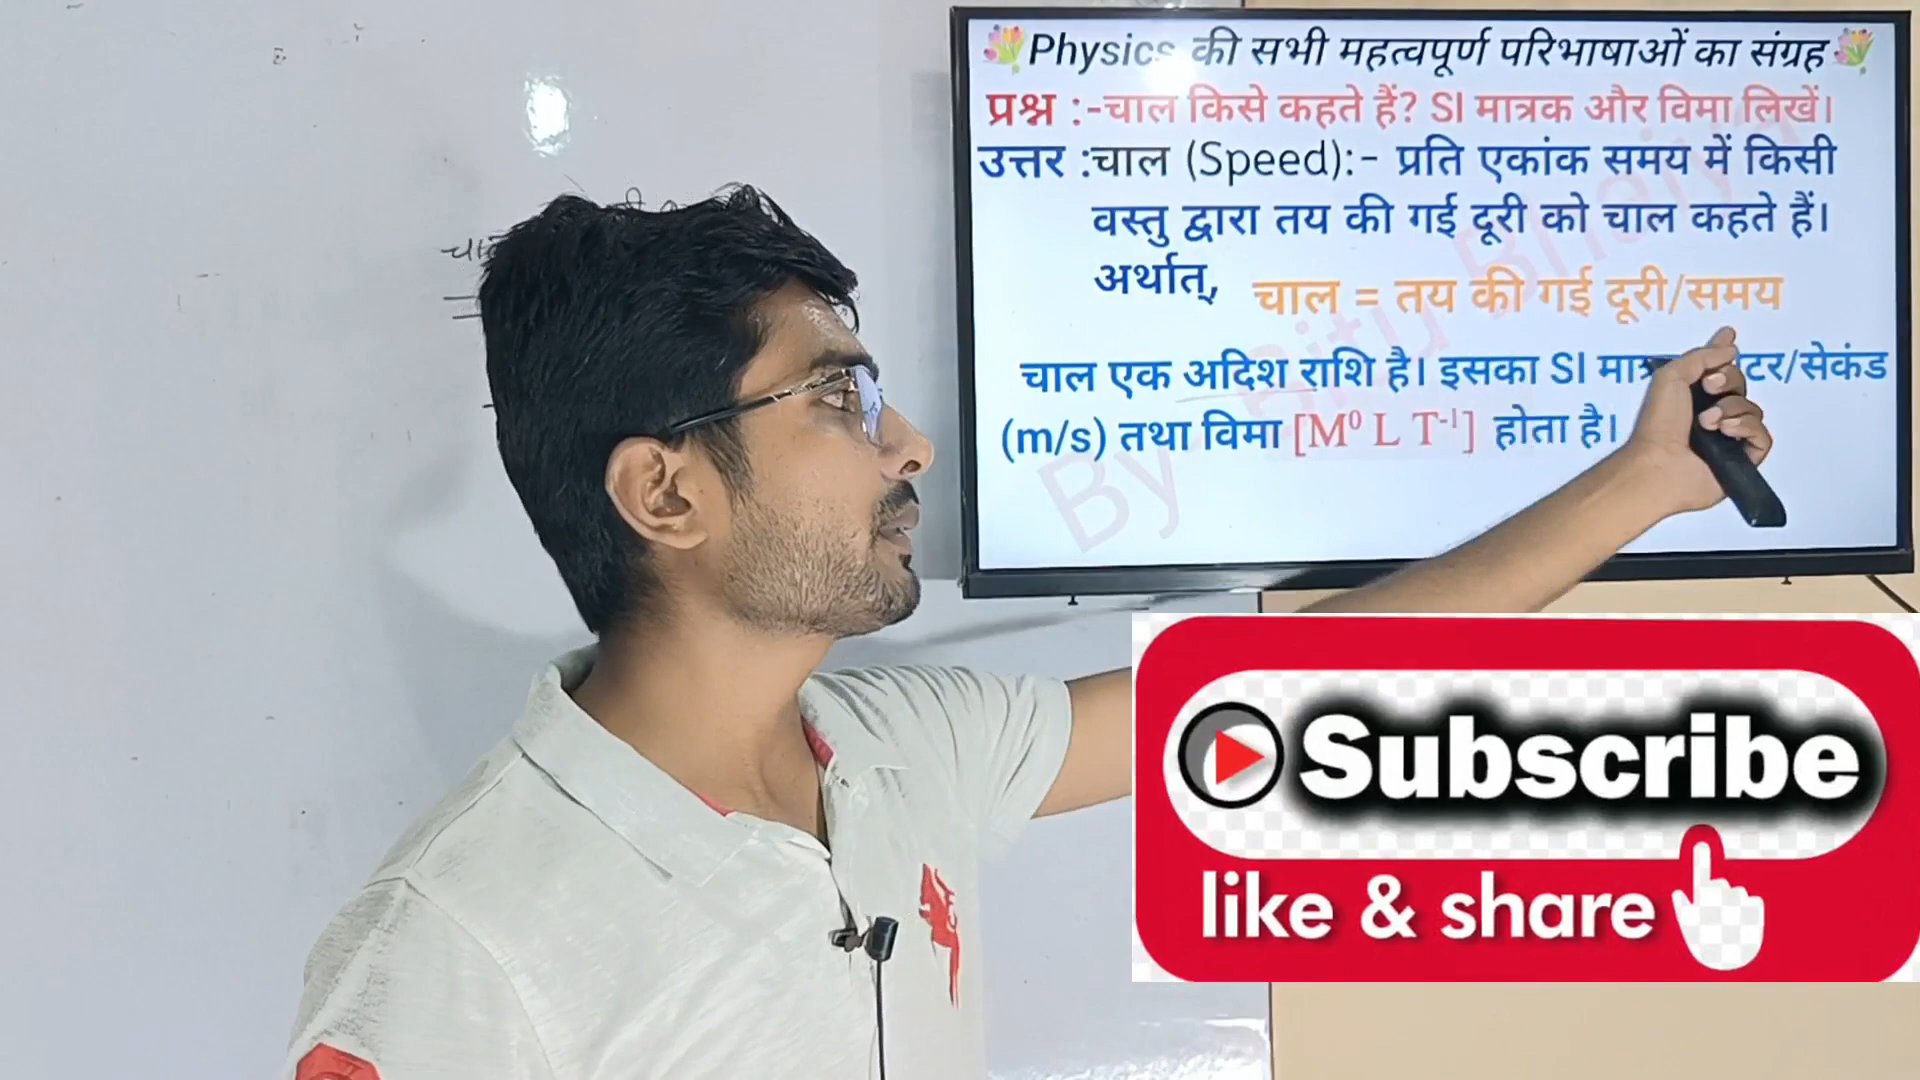 Physics की सभी महत्वपूर्ण परिभाषाओं का संग्रह
प्रश्न :-चाल किसे कहते हैं? SI मात्रक और विमा लिखें।
उत्तर :चाल (Speed):- प्रति एकांक समय में किसी
वस्तु द्वारा तय की गई दूरी को चाल कहते हैं।
अर्थात्, चाल = तय की गई दूरी/समय
चाल एक अदिश राशि है। इसका SI /सेकंड
(m/s) तथा विमा [M⁰ L T⁻¹] होता है।
By
Subscribe
like & share